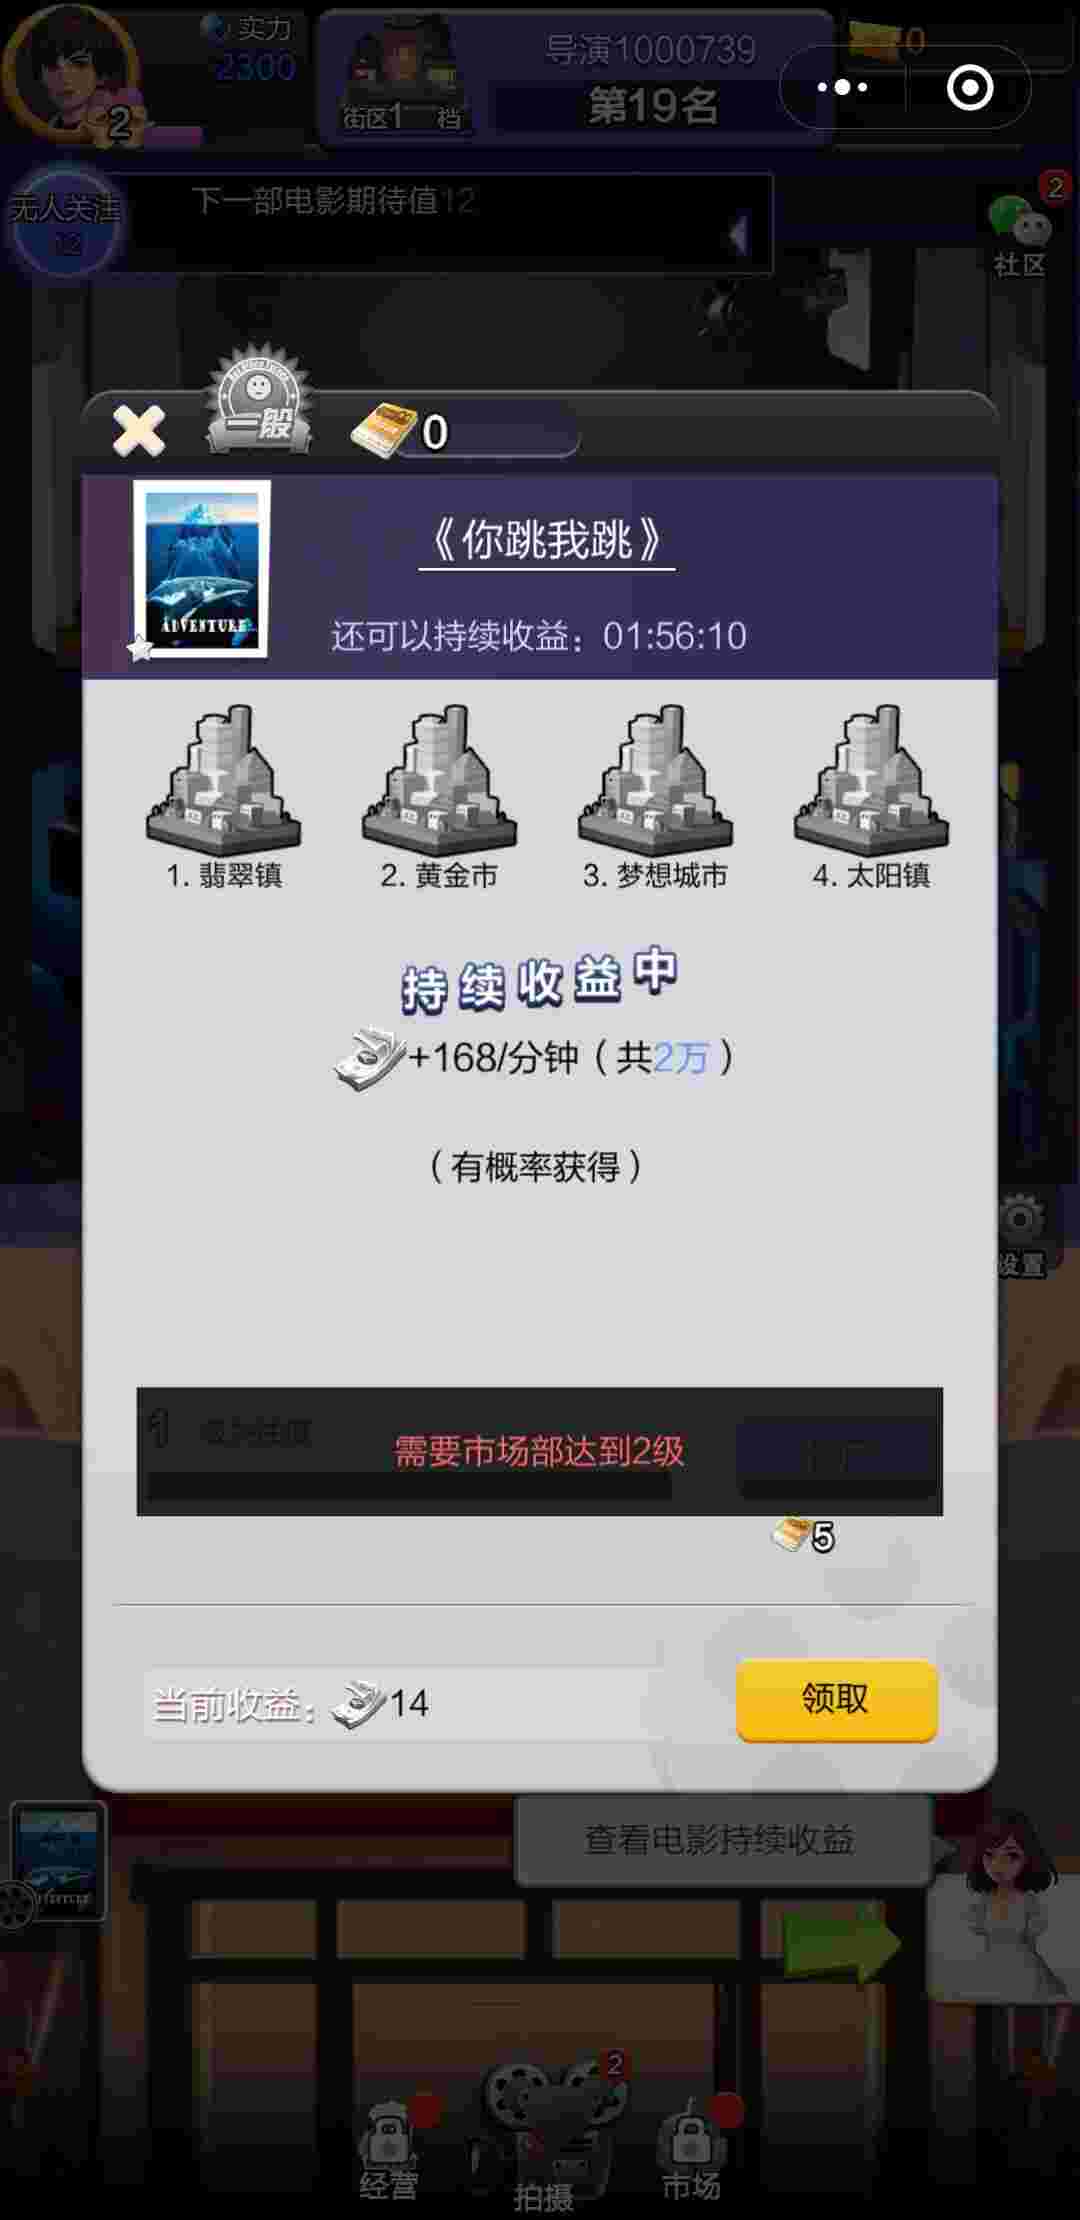 实力
2300
导演1000739
第19名
街区1 档
2
0
无人关注
12
下一部电影期待值12
2
社区
一般
0
《你跳我跳》
ADVENTURE
还可以持续收益：01:56:10
1. 翡翠镇
2. 黄金市
3. 梦想城市
4. 太阳镇
持续收益中
+168/分钟（共2万）
（有概率获得）
设置
1
需要市场部达到2级
5
当前收益：14
领取
查看电影持续收益
2
经营
拍摄
市场